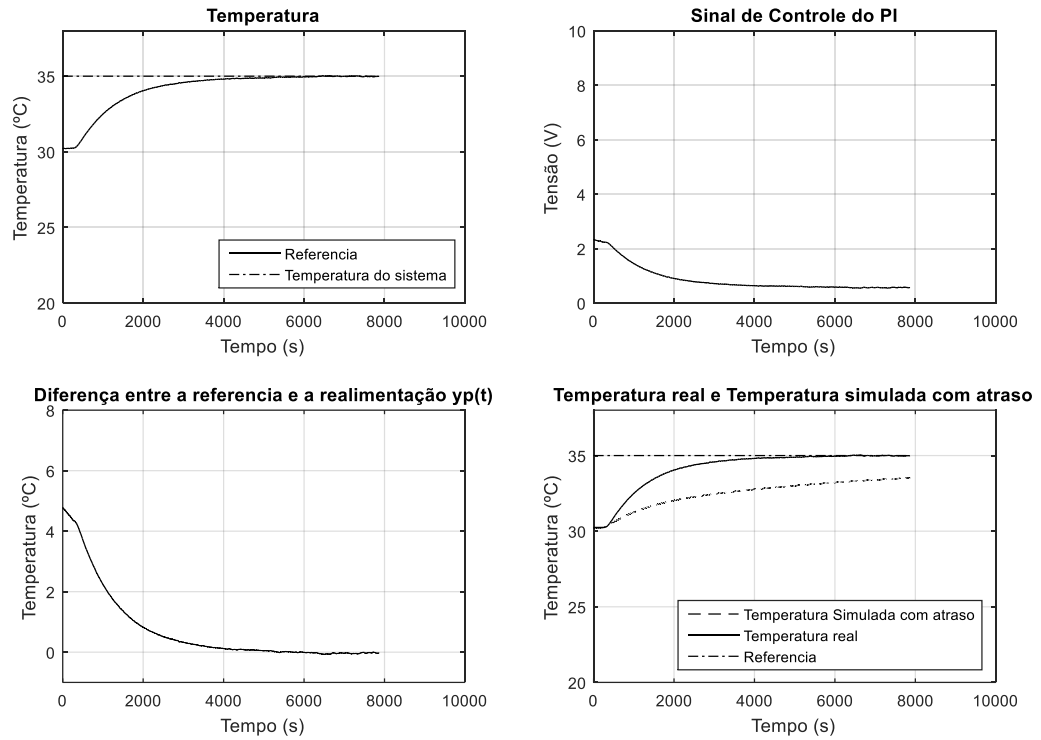 Temperatura
Temperatura (ºC)
35
30
25
20
Referencia
Temperatura do sistema
0 2000 4000 6000 8000 10000
Tempo (s)
Sinal de Controle do PI
Tensão (V)
10
8
6
4
2
0
0 2000 4000 6000 8000 10000
Tempo (s)
Diferença entre a referencia e a realimentação yp(t)
Temperatura (ºC)
8
6
4
2
0
0 2000 4000 6000 8000 10000
Tempo (s)
Temperatura real e Temperatura simulada com atraso
Temperatura (ºC)
35
30
25
20
Temperatura Simulada com atraso
Temperatura real
Referencia
0 2000 4000 6000 8000 10000
Tempo (s)